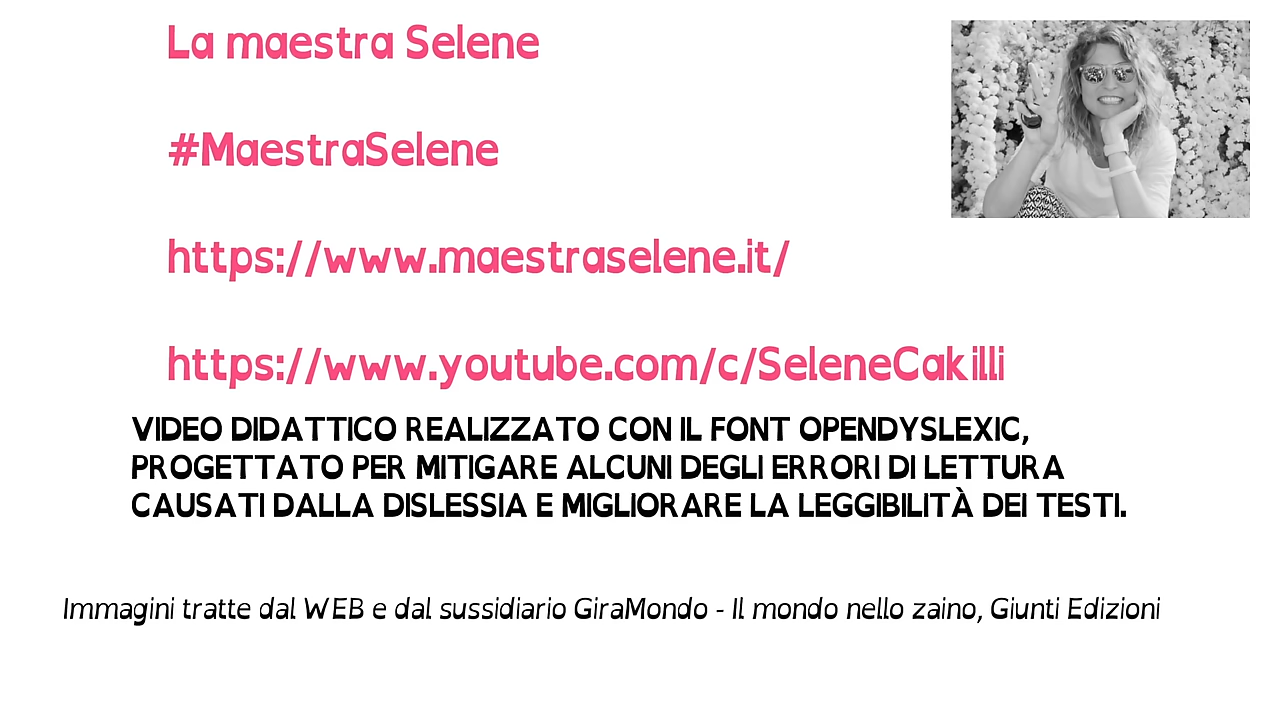 La maestra Selene
#MaestraSelene
https://www.maestraselene.it/
https://www.youtube.com/c/SeleneCakilli
VIDEO DIDATTICO REALIZZATO CON IL FONT OPENDYSLEXIC,
PROGETTATO PER MITIGARE ALCUNI DEGLI ERRORI DI LETTURA
CAUSATI DALLA DISLESSIA E MIGLIORARE LA LEGGIBILITÀ DEI TESTI.
Immagini tratte dal WEB e dal sussidiario GiraMondo - Il mondo nello zaino, Giunti Edizioni